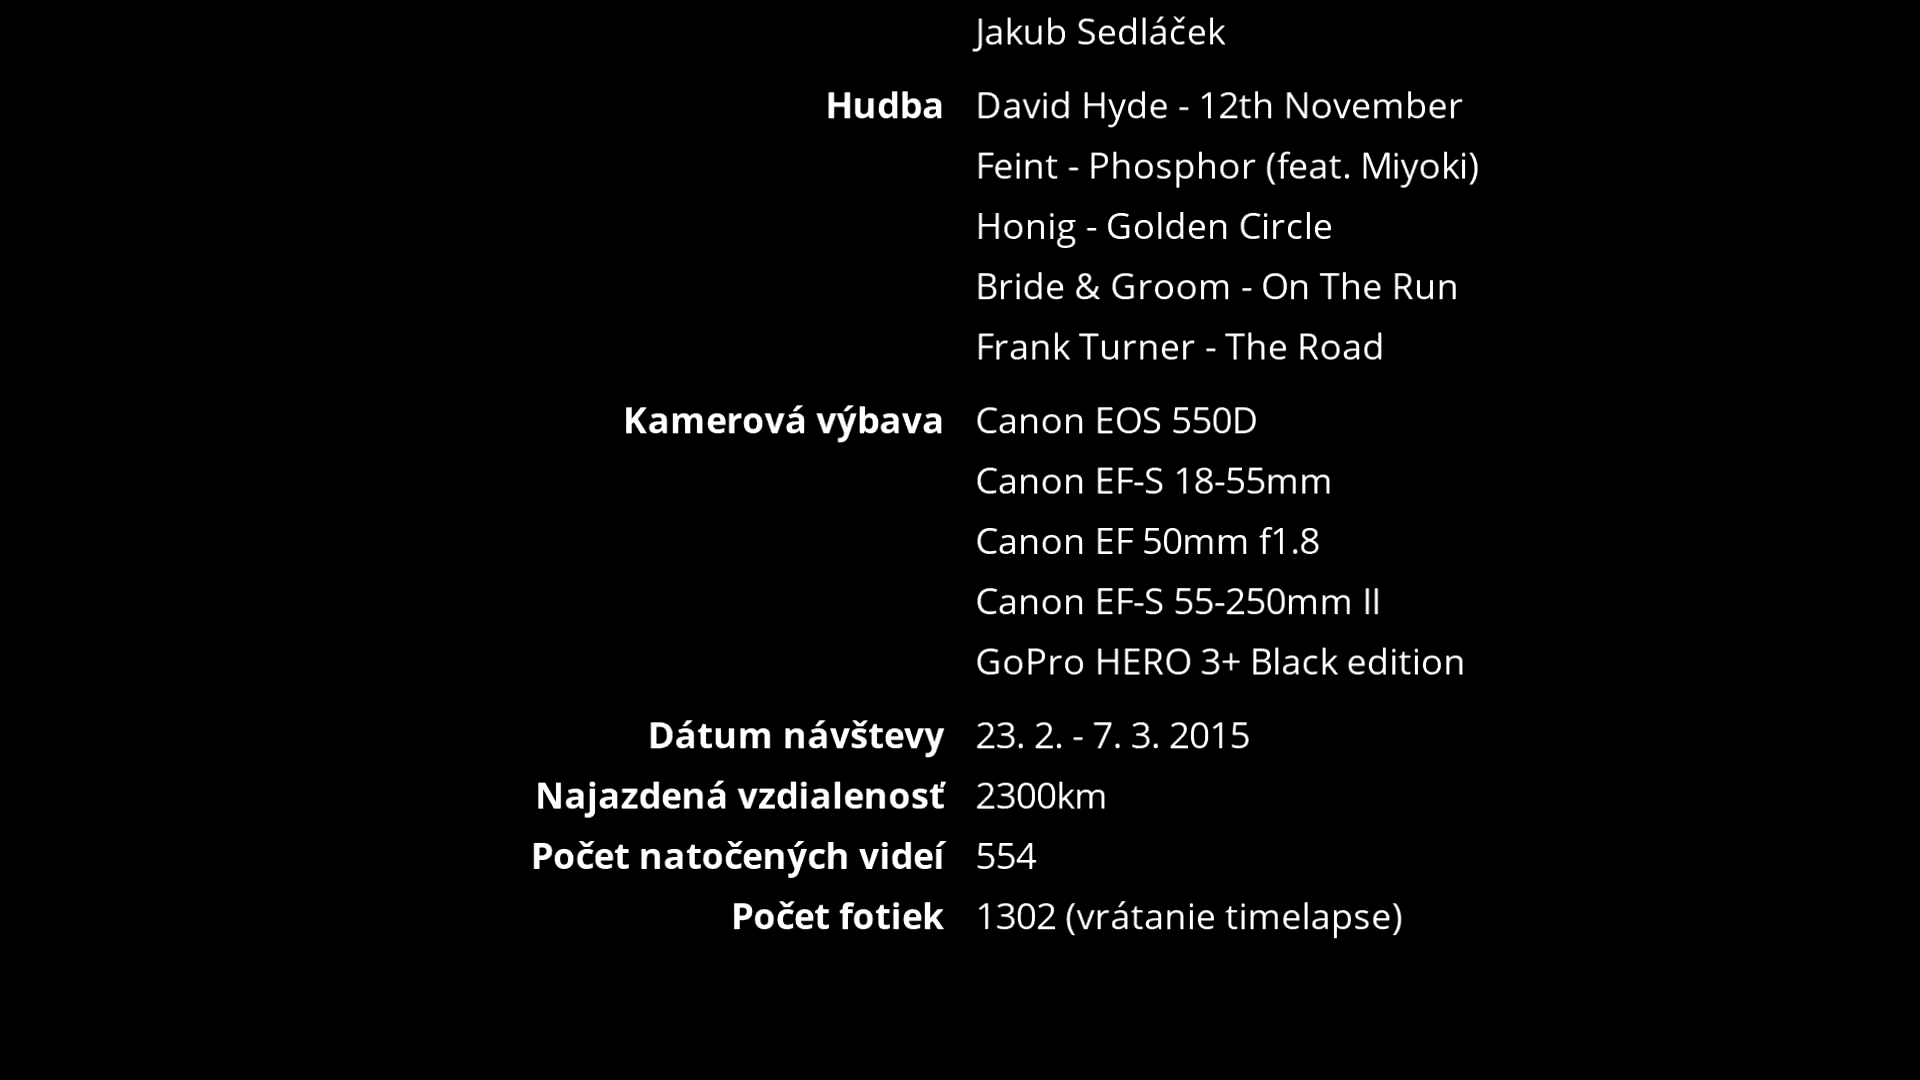 Jakub Sedláček
Hudba David Hyde - 12th November
Feint - Phosphor (feat. Miyoki)
Honig - Golden Circle
Bride & Groom - On The Run
Frank Turner - The Road
Kamerová výbava Canon EOS 550D
Canon EF-S 18-55mm
Canon EF 50mm f1.8
Canon EF-S 55-250mm II
GoPro HERO 3+ Black edition
Dátum návštevy 23. 2. - 7. 3. 2015
Najazdená vzdialenosť 2300km
Počet natočených videí 554
Počet fotiek 1302 (vrátanie timelapse)